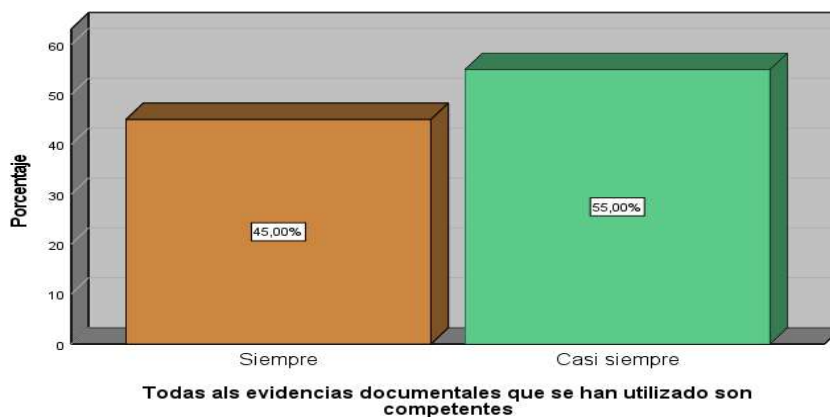 60
50
40
30
20
10
0
Porcentaje
45,00%
55,00%
Siempre
Casi siempre
Todas als evidencias documentales que se han utilizado son
competentes